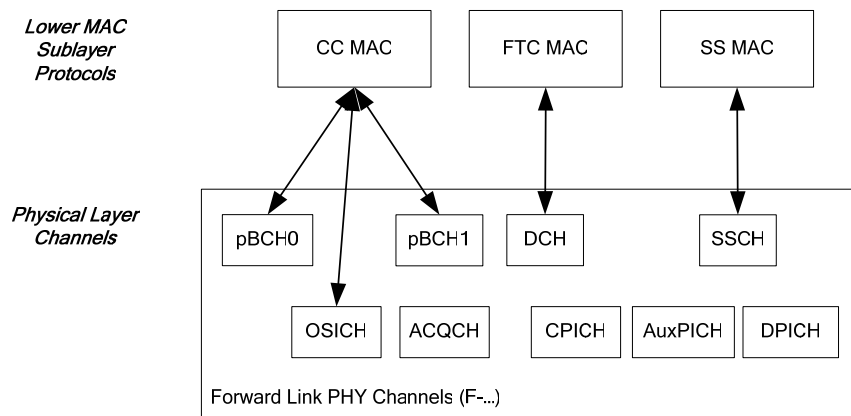 Lower MAC
Sublayer
Protocols
CC MAC
FTC MAC
SS MAC
Physical Layer
Channels
pBCH0
pBCH1
DCH
SSCH
OSICH
ACQCH
CPICH
AuxPICH
DPICH
Forward Link PHY Channels (F-...)